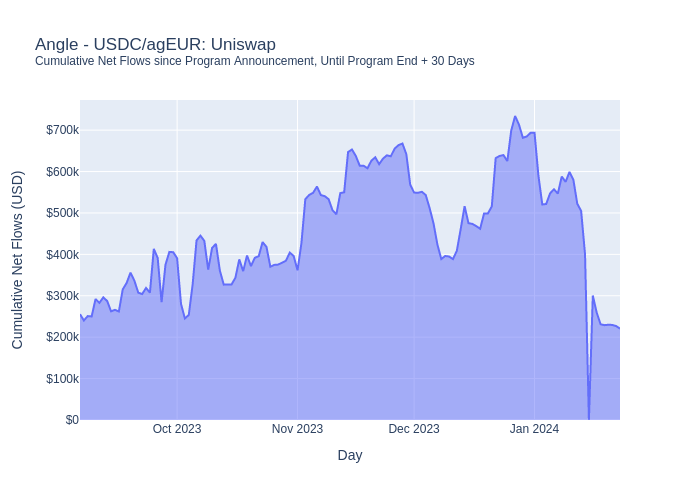 Angle - USDC/agEUR: Uniswap
Cumulative Net Flows since Program Announcement, Until Program End + 30 Days
Cumulative Net Flows (USD)
$700k
$600k
$500k
$400k
$300k
$200k
$100k
$0
Oct 2023
Nov 2023
Dec 2023
Jan 2024
Day